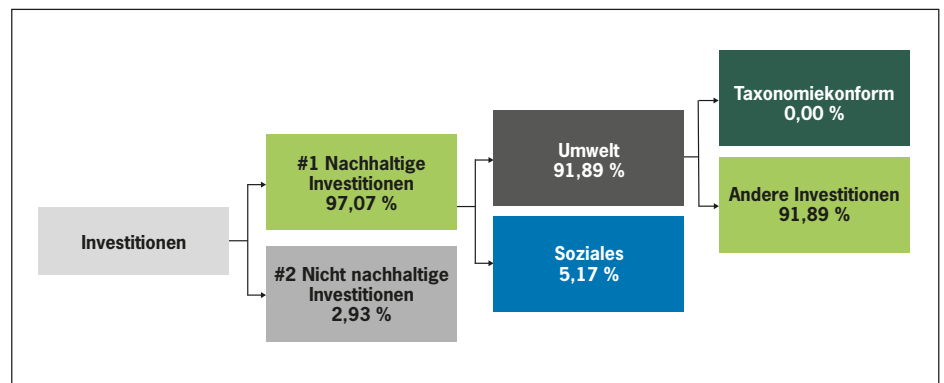 Investitionen
#1 Nachhaltige
Investitionen
97,07 %
#2 Nicht nachhaltige
Investitionen
2,93 %
Umwelt
91,89 %
Soziales
5,17 %
Taxonomiekonform
0,00 %
Andere Investitionen
91,89 %